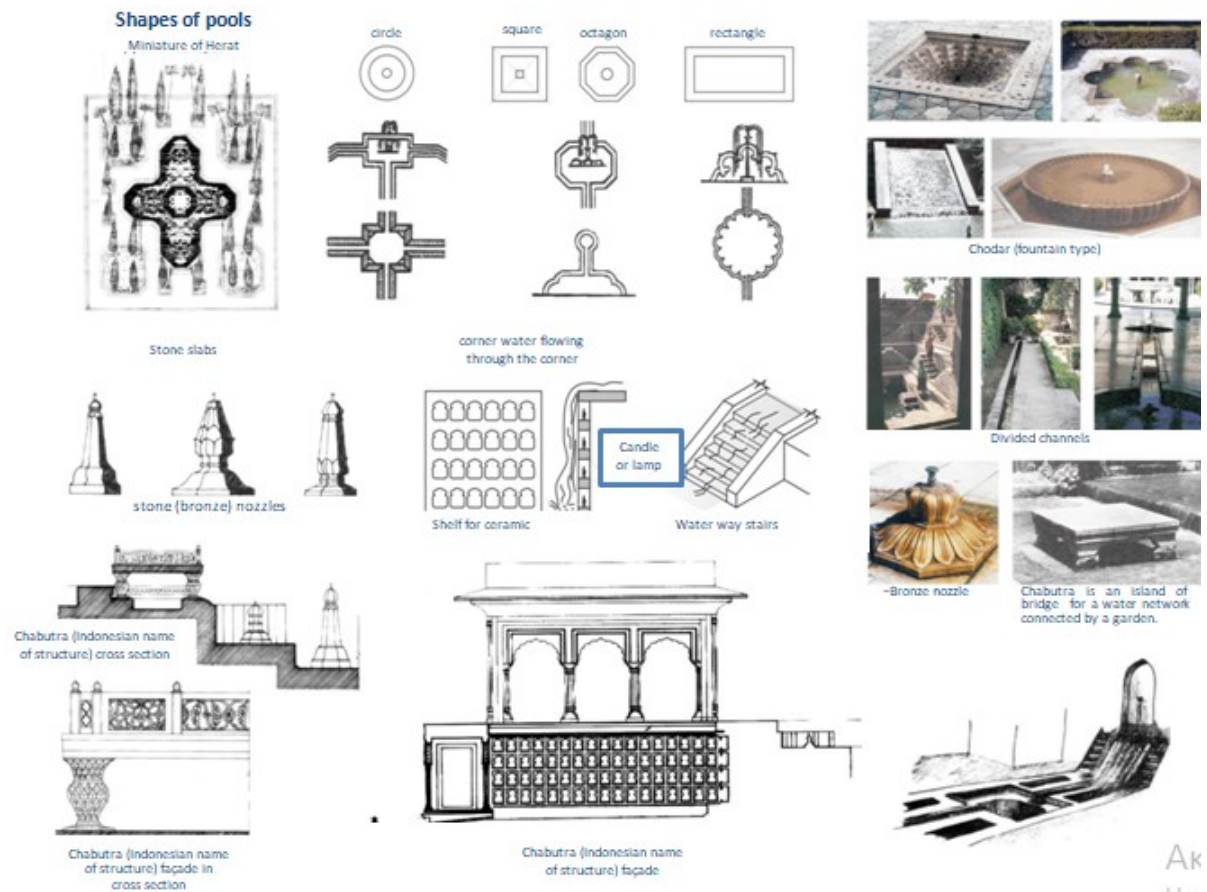 Shapes of pools
Miniature of Herat
circle
square
octagon
rectangle
Chodar (fountain type)
Stone slabs
corner water flowing
through the corner
Divided channels
Candle
or lamp
stone (bronze) nozzles
Shelf for ceramic
Water way stairs
-Bronze nozzle
Chabutra is an island of
bridge for a water network
connected by a garden.
Chabutra (Indonesian name
of structure) cross section
Chabutra (Indonesian name
of structure) façade in
cross section
Chabutra (Indonesian name
of structure) façade
Ак